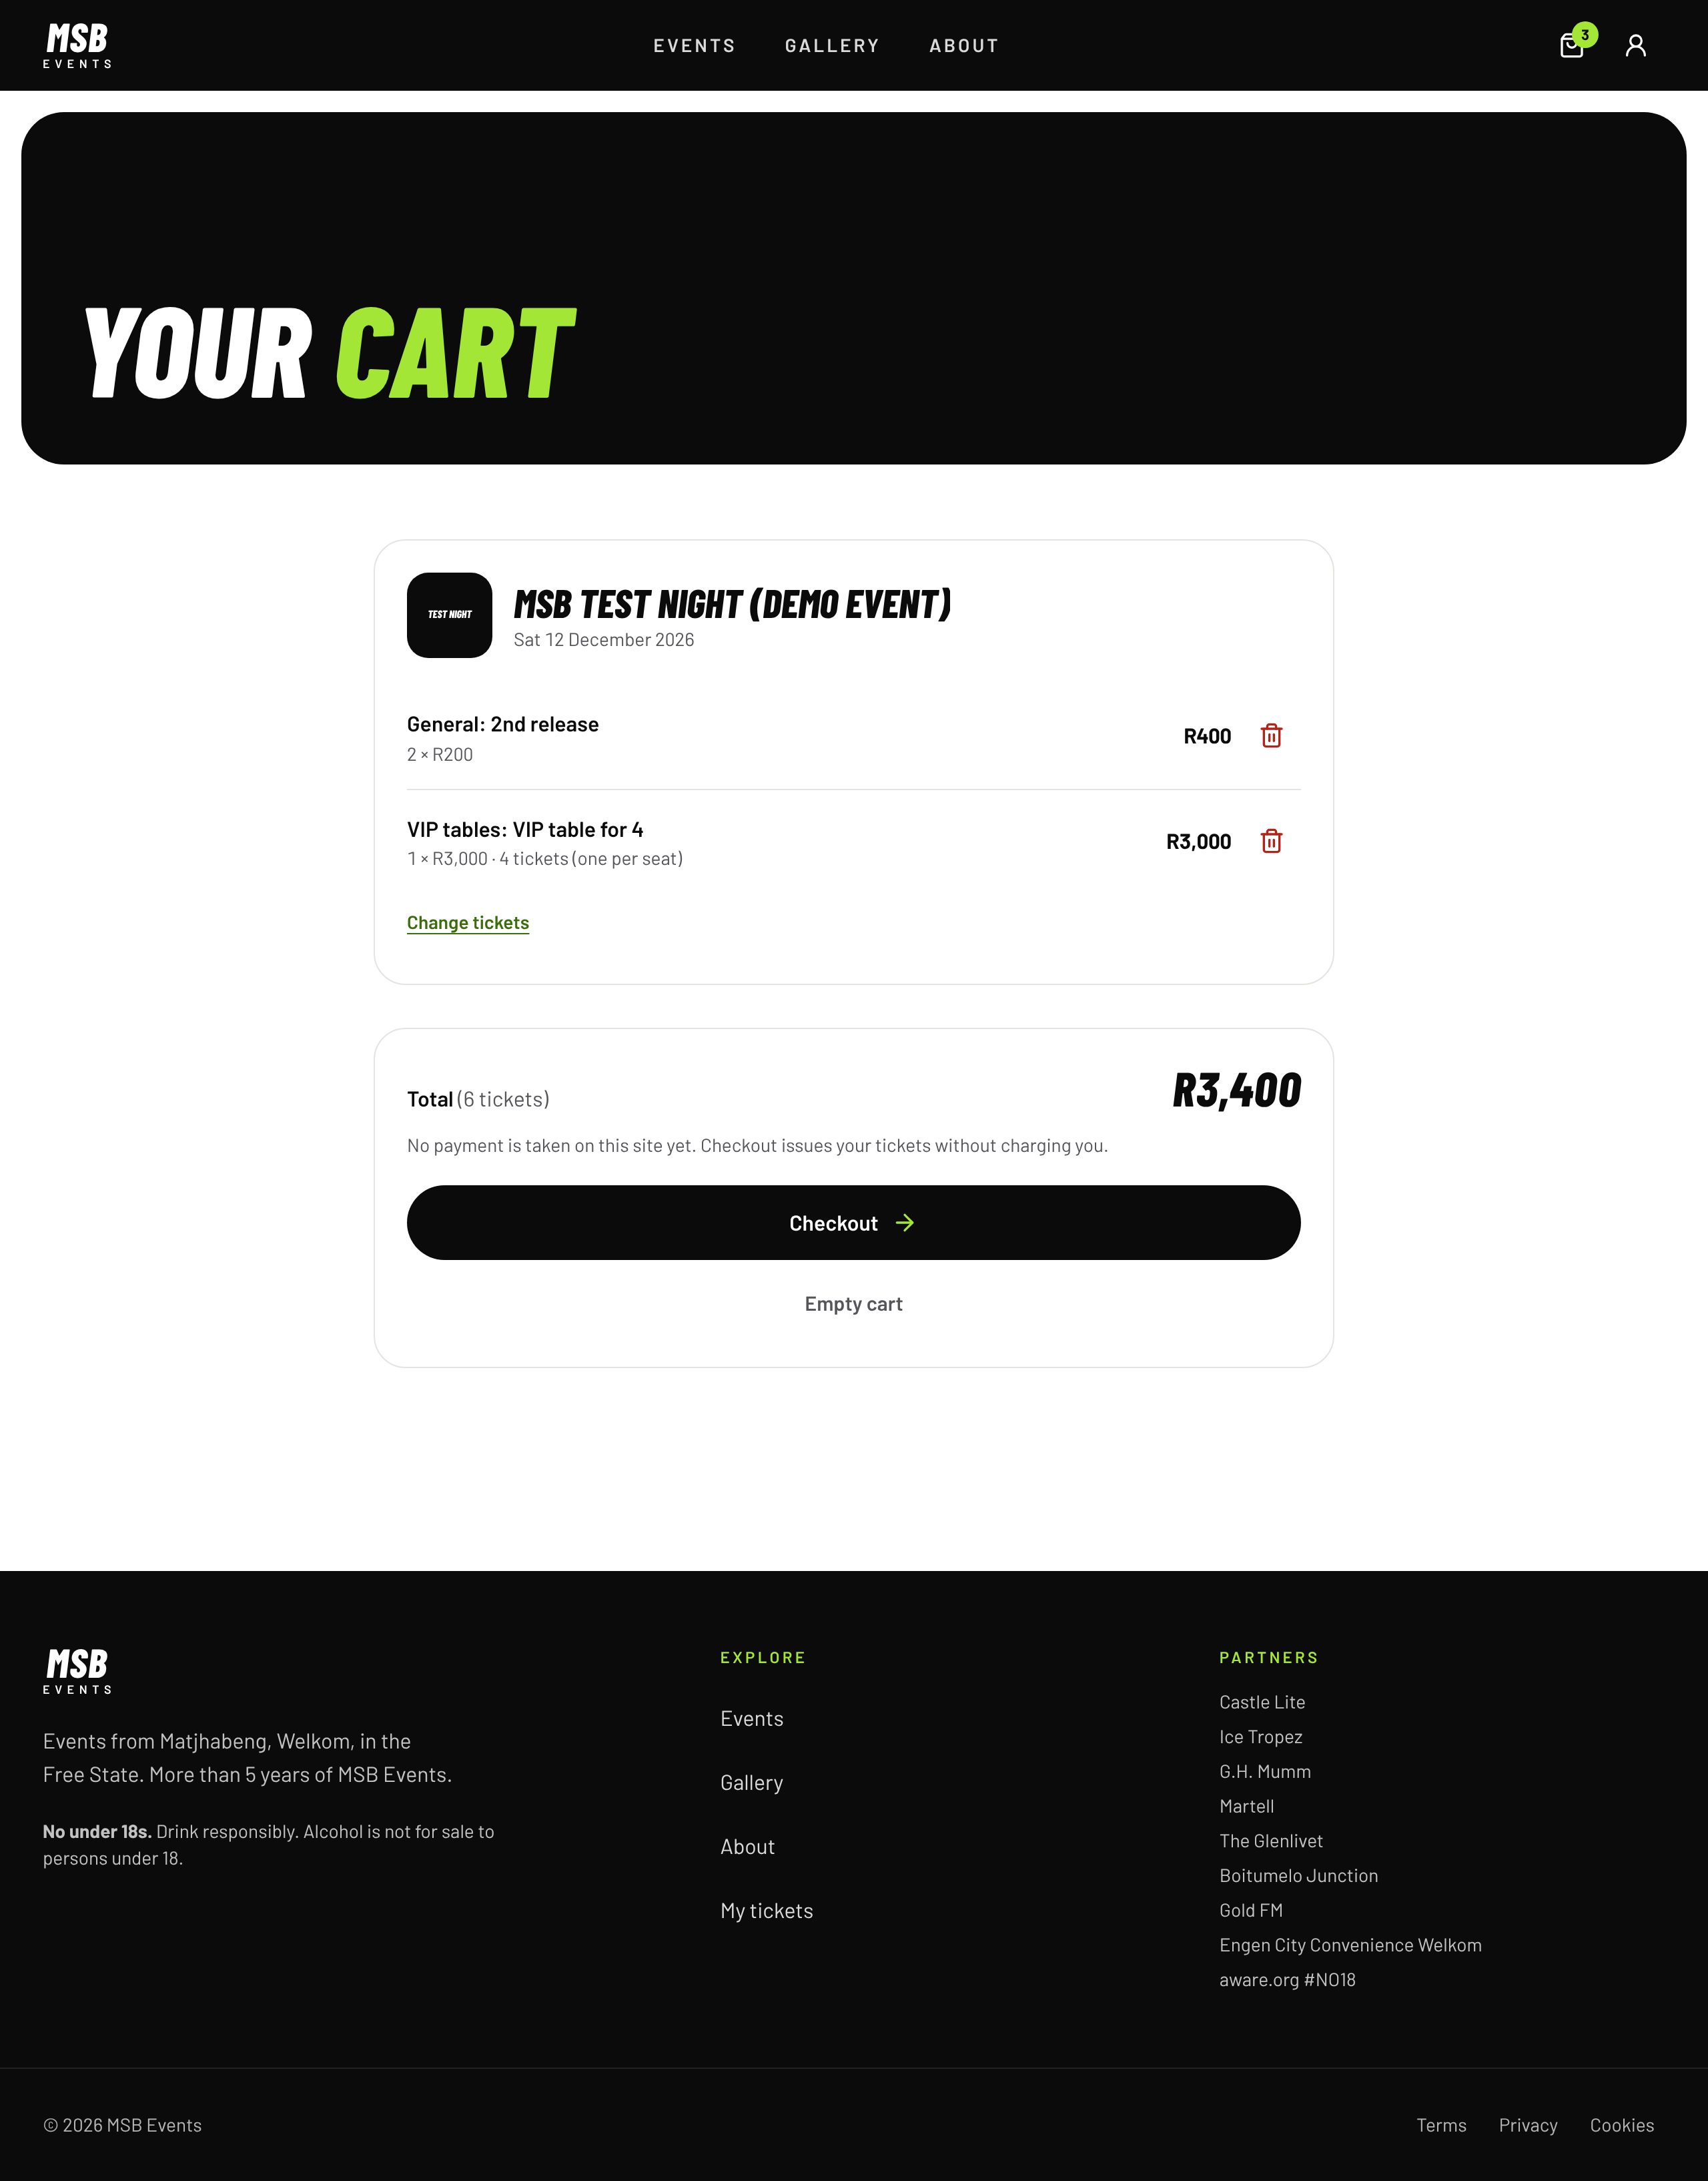 MSB
EVENTS
EVENTS GALLERY ABOUT
3
YOUR CART
TEST NIGHT
MSB TEST NIGHT (DEMO EVENT)
Sat 12 December 2026
General: 2nd release
2 × R200
R400
VIP tables: VIP table for 4
1 × R3,000 · 4 tickets (one per seat)
R3,000
Change tickets
Total (6 tickets)
R3,400
No payment is taken on this site yet. Checkout issues your tickets without charging you.
Checkout
Empty cart
MSB
EVENTS
Events from Matjhabeng, Welkom, in the
Free State. More than 5 years of MSB Events.
No under 18s. Drink responsibly. Alcohol is not for sale to
persons under 18.
EXPLORE
Events
Gallery
About
My tickets
PARTNERS
Castle Lite
Ice Tropez
G.H. Mumm
Martell
The Glenlivet
Boitumelo Junction
Gold FM
Engen City Convenience Welkom
aware.org #NO18
© 2026 MSB Events
Terms Privacy Cookies